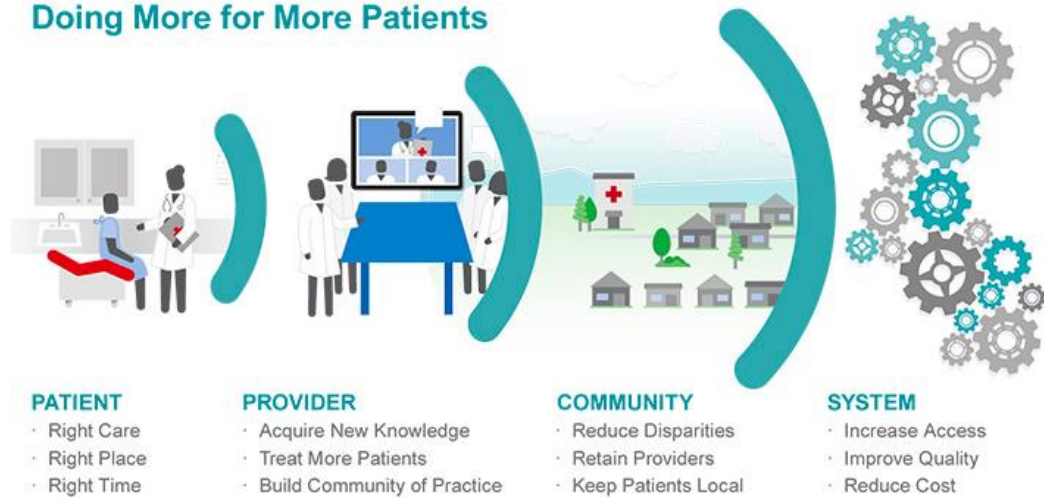 Doing More for More Patients
PATIENT
· Right Care
· Right Place
· Right Time
PROVIDER
· Acquire New Knowledge
· Treat More Patients
· Build Community of Practice
COMMUNITY
· Reduce Disparities
· Retain Providers
· Keep Patients Local
SYSTEM
· Increase Access
· Improve Quality
· Reduce Cost